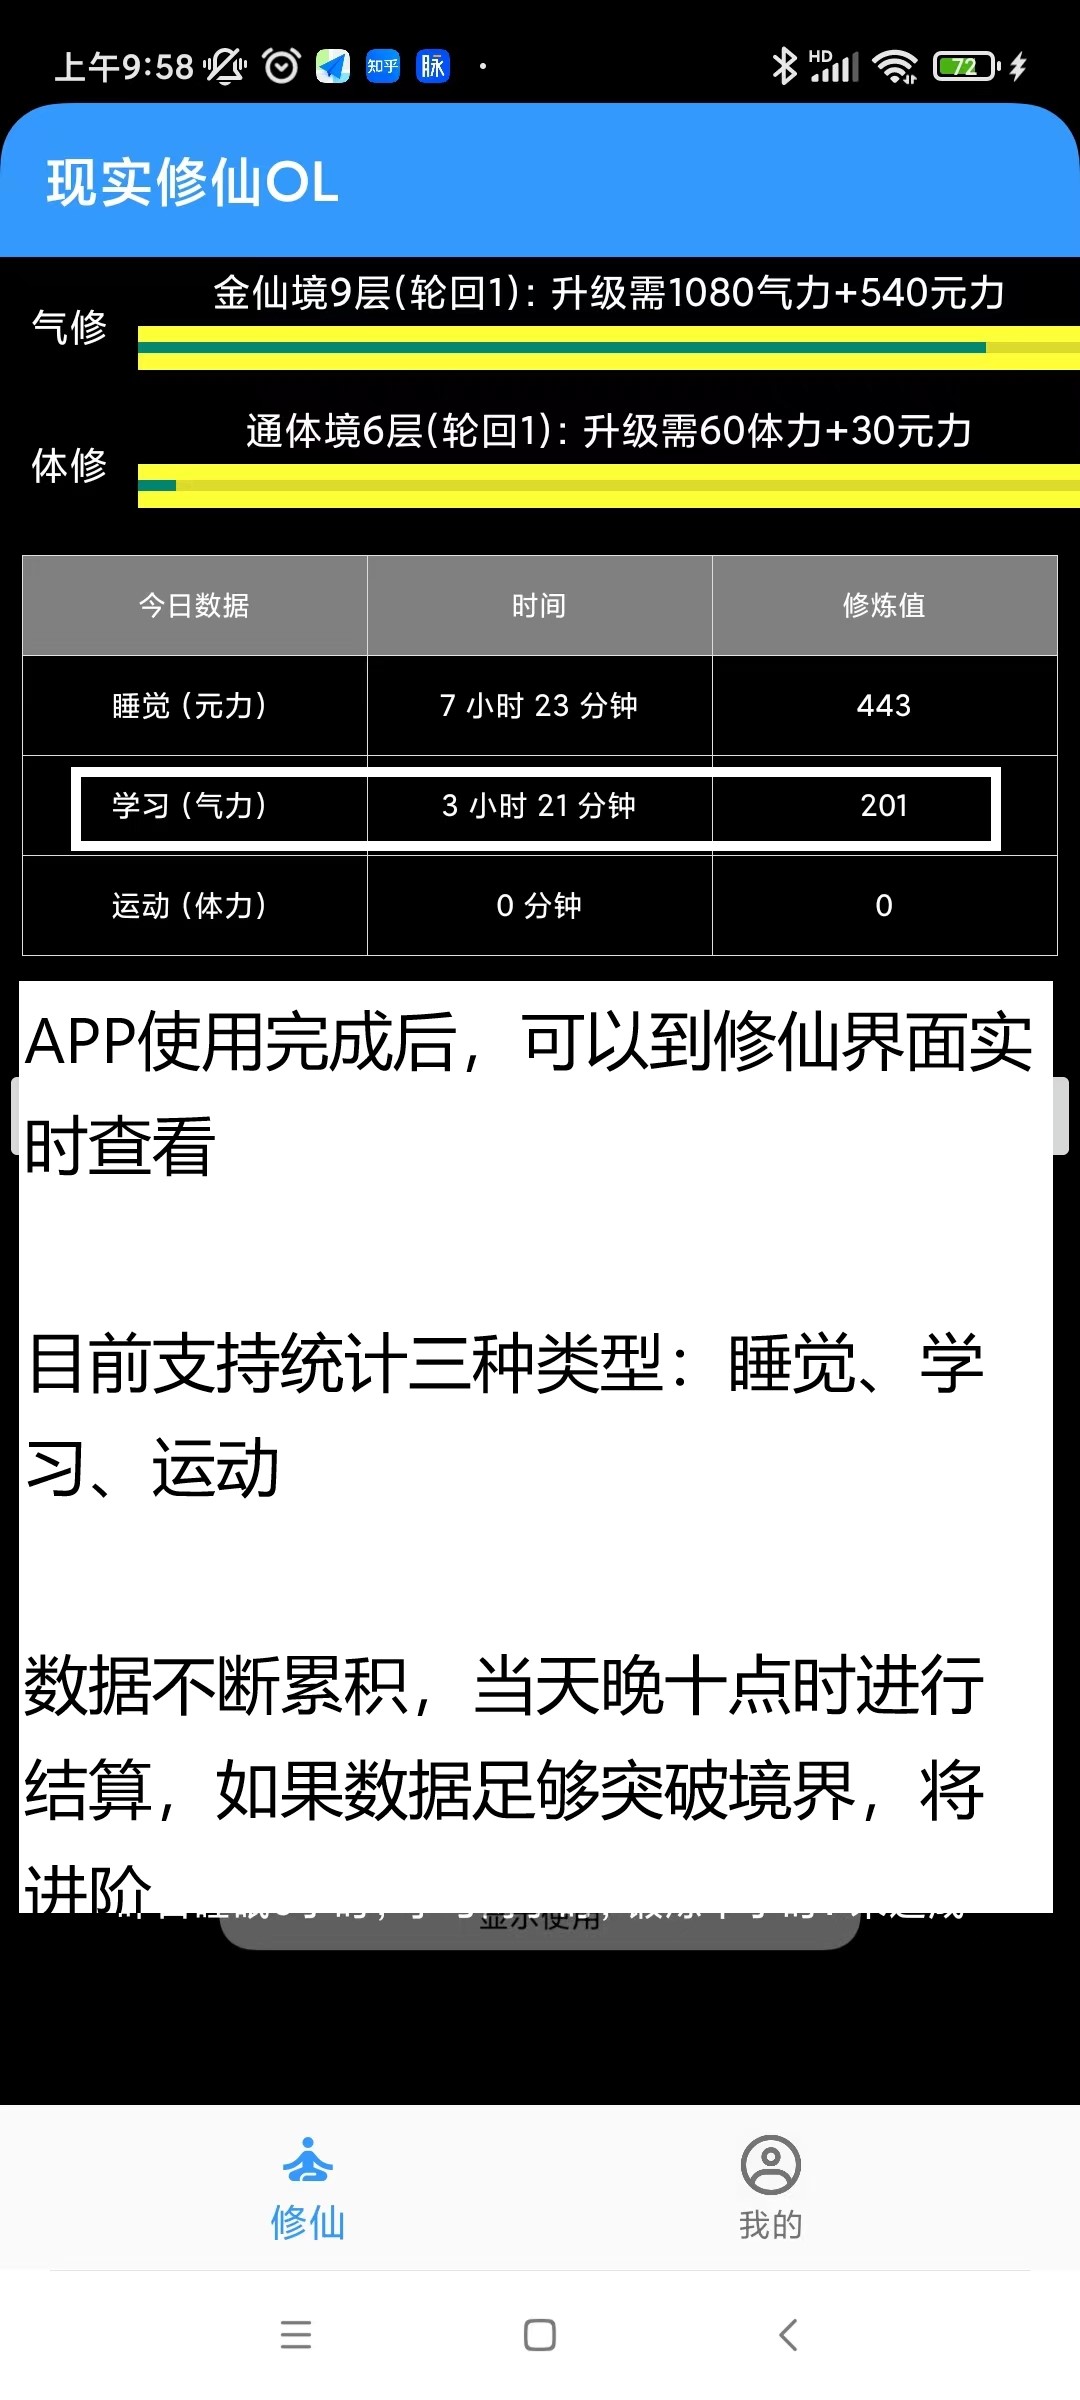 上午9:58 知乎 脉 HD 72
现实修仙OL
金仙境9层(轮回1): 升级需1080气力+540元力
气修
通体境6层(轮回1): 升级需60体力+30元力
体修
今日数据 时间 修炼值
睡觉 (元力) 7 小时 23 分钟 443
学习 (气力) 3 小时 21 分钟 201
运动 (体力) 0 分钟 0
APP使用完成后，可以到修仙界面实
时查看
目前支持统计三种类型：睡觉、学
习、运动
数据不断累积，当天晚十点时进行
结算，如果数据足够突破境界，将
进阶
显示使用
修仙 我的